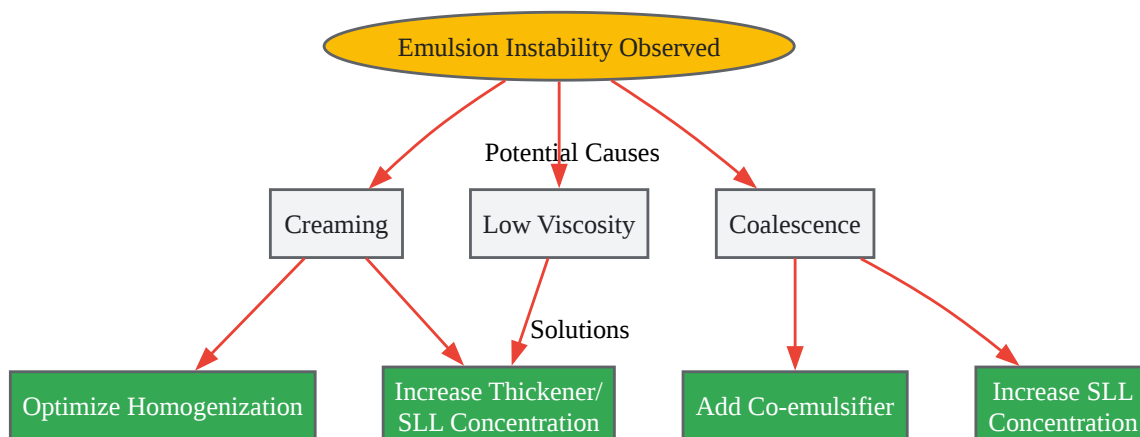 Emulsion Instability Observed
Potential Causes
Creaming
Low Viscosity
Coalescence
Solutions
Optimize Homogenization
Increase Thickener/
SLL Concentration
Add Co-emulsifier
Increase SLL
Concentration